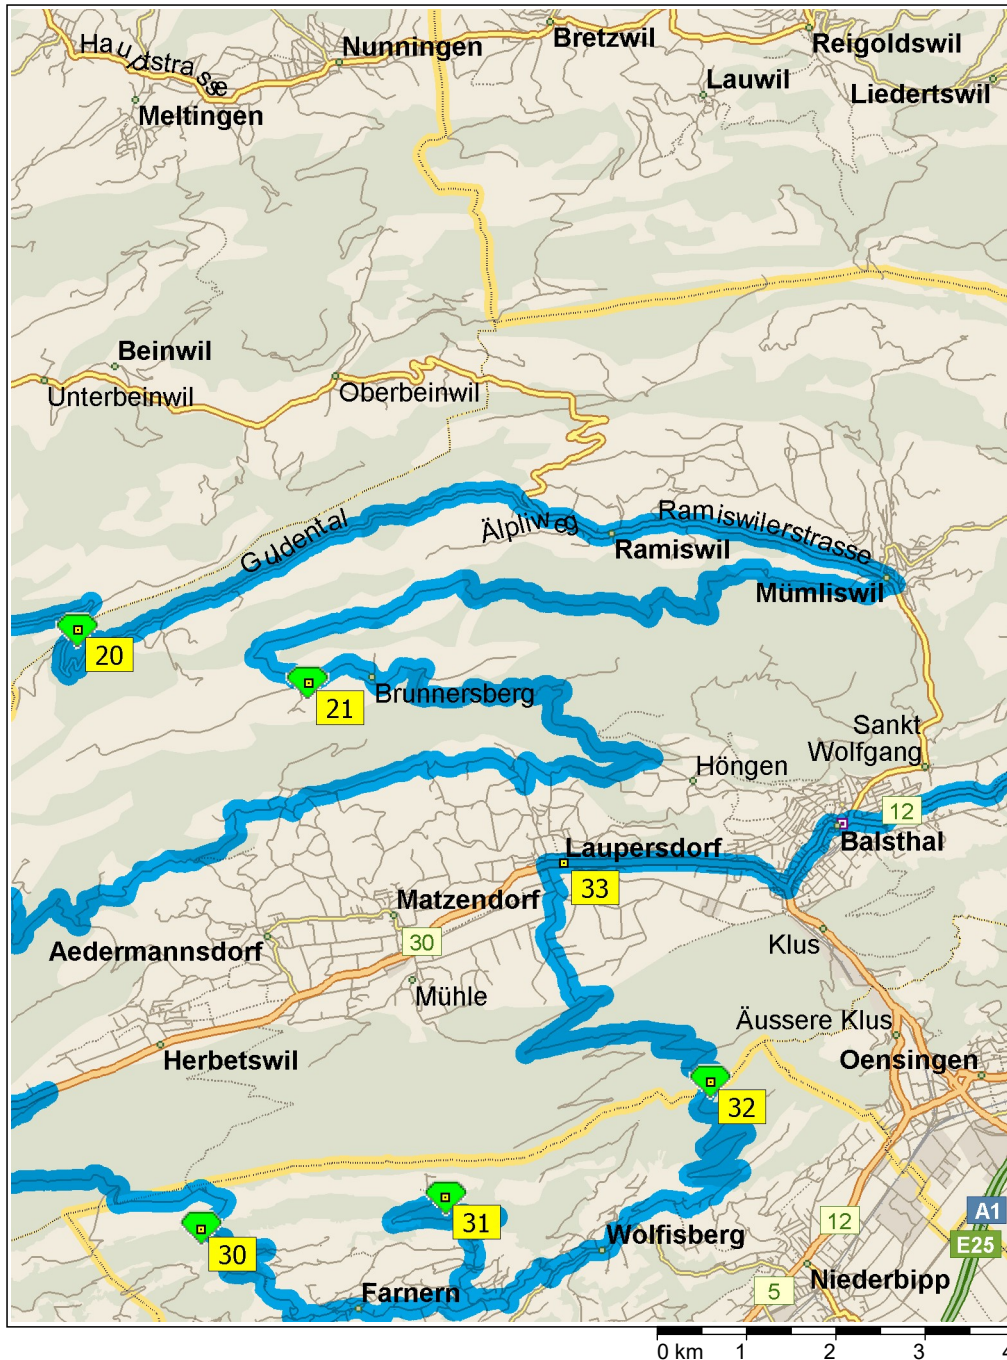 Hauptstrasse
Nunningen
Bretzwil
Reigoldswil
Meltingen
Lauwil
Liedertswil
Beinwil
Unterbeinwil
Oberbeinwil
Guldental
Älpliweg
Ramiswilerstrasse
Ramiswil
Mümliswil
20
21
Brunnersberg
Sankt
Wolfgang
Höngen
12
Balsthal
Laupersdorf
33
Matzendorf
Aedermannsdorf
30
Klus
Mühle
Äussere Klus
Herbetswil
Oensingen
32
31
30
Wolfisberg
12
A1
E25
Farnern
Niederbipp
5
0 km 1 2 3 4